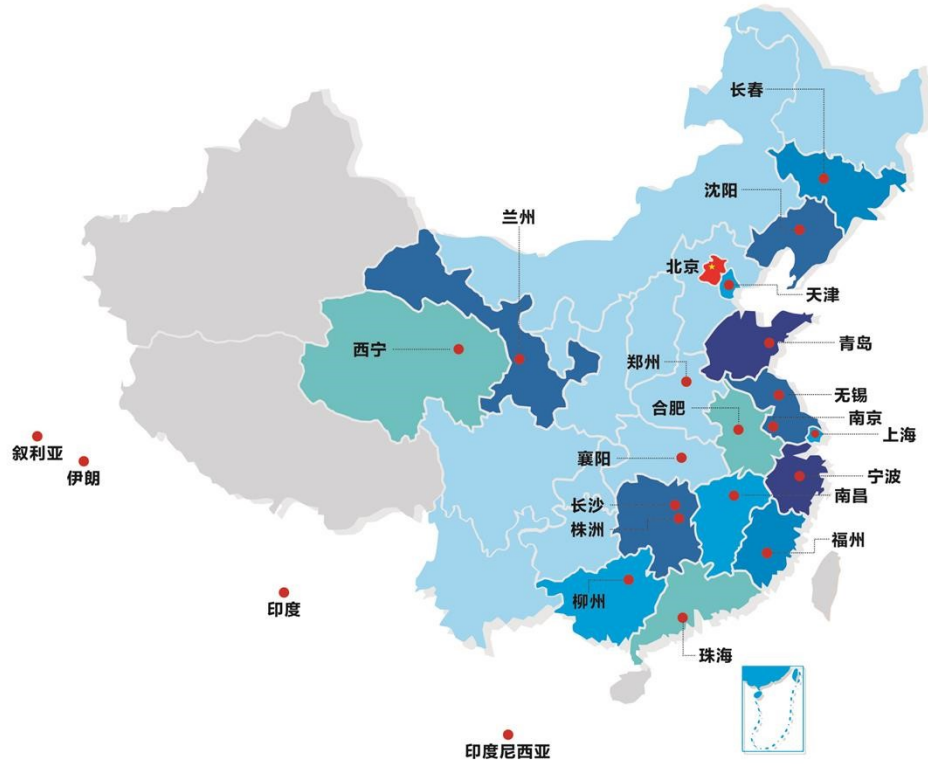 长春
沈阳
兰州
北京
天津
青岛
西宁
郑州
无锡
合肥
南京
上海
叙利亚
伊朗
襄阳
宁波
南昌
长沙
株洲
福州
印度
柳州
珠海
印度尼西亚